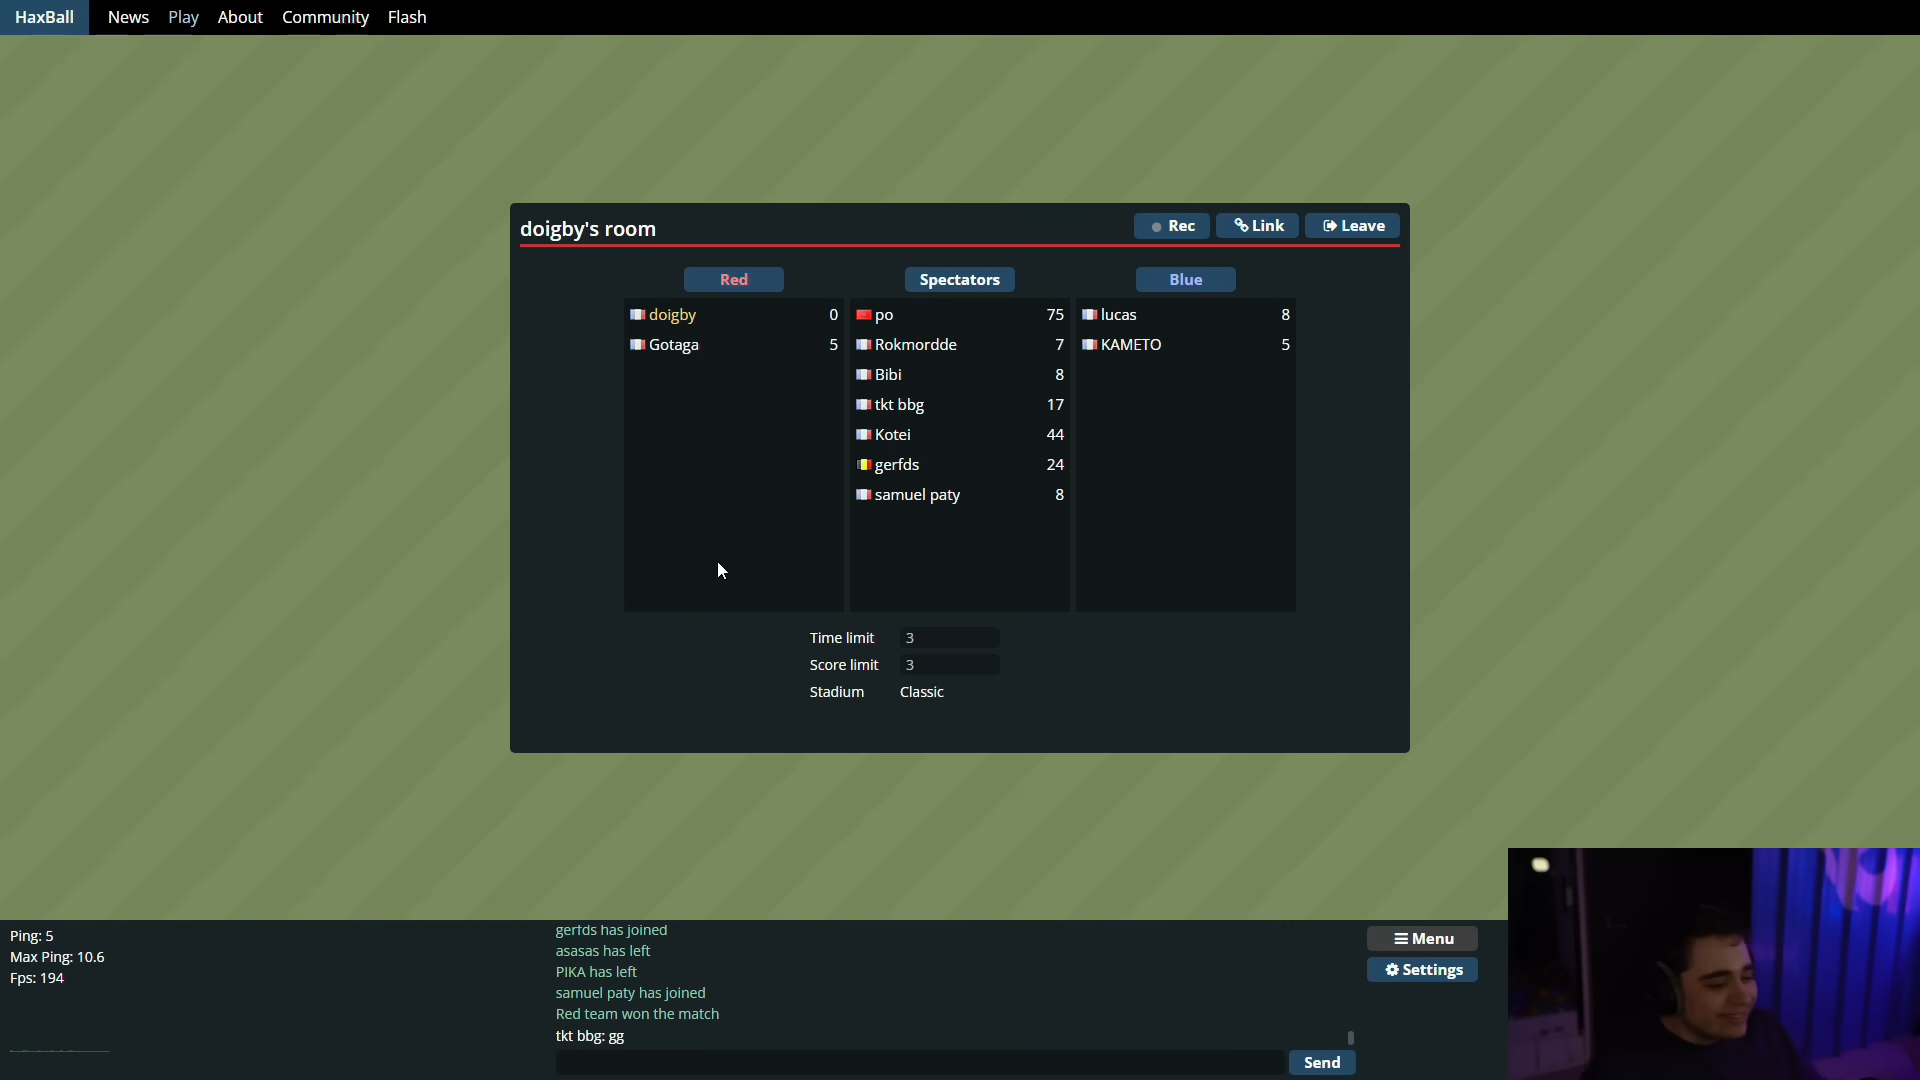 HaxBall News Play About Community Flash
doigby's room
Rec Link Leave
Red Spectators Blue
doigby 0 po 75 lucas 8
Gotaga 5 Rokmordde 7 KAMETO 5
Bibi 8
tkt bbg 17
Kotei 44
gerfds 24
samuel paty 8
Time limit 3
Score limit 3
Stadium Classic
Ping: 5
Max Ping: 10.6
Fps: 194
gerfds has joined
asasas has left
PIKA has left
samuel paty has joined
Red team won the match
tkt bbg: gg
Send
Menu
Settings